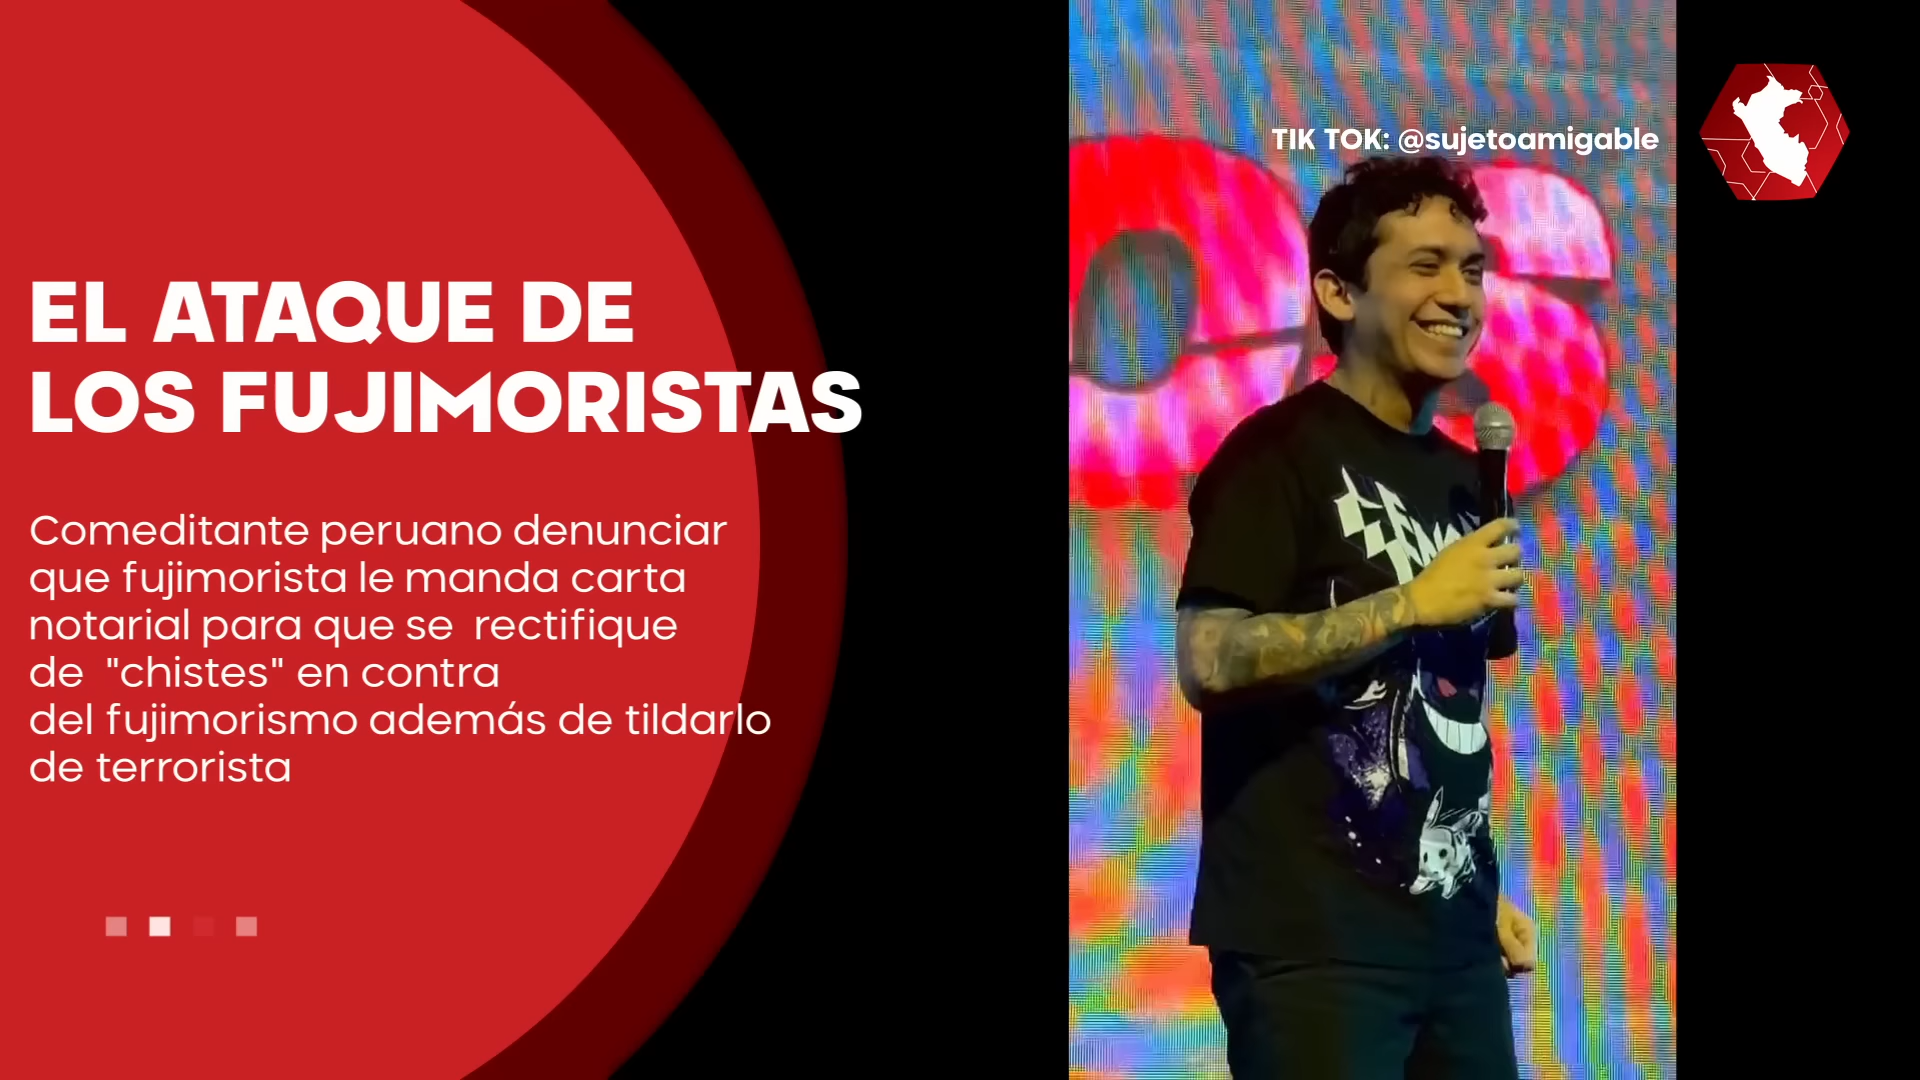 EL ATAQUE DE
LOS FUJIMORISTAS
Comeditante peruano denunciar
que fujimorista le manda carta
notarial para que se rectifique
de "chistes" en contra
del fujimorismo además de tildarlo
de terrorista
TIK TOK: @sujetoamigable